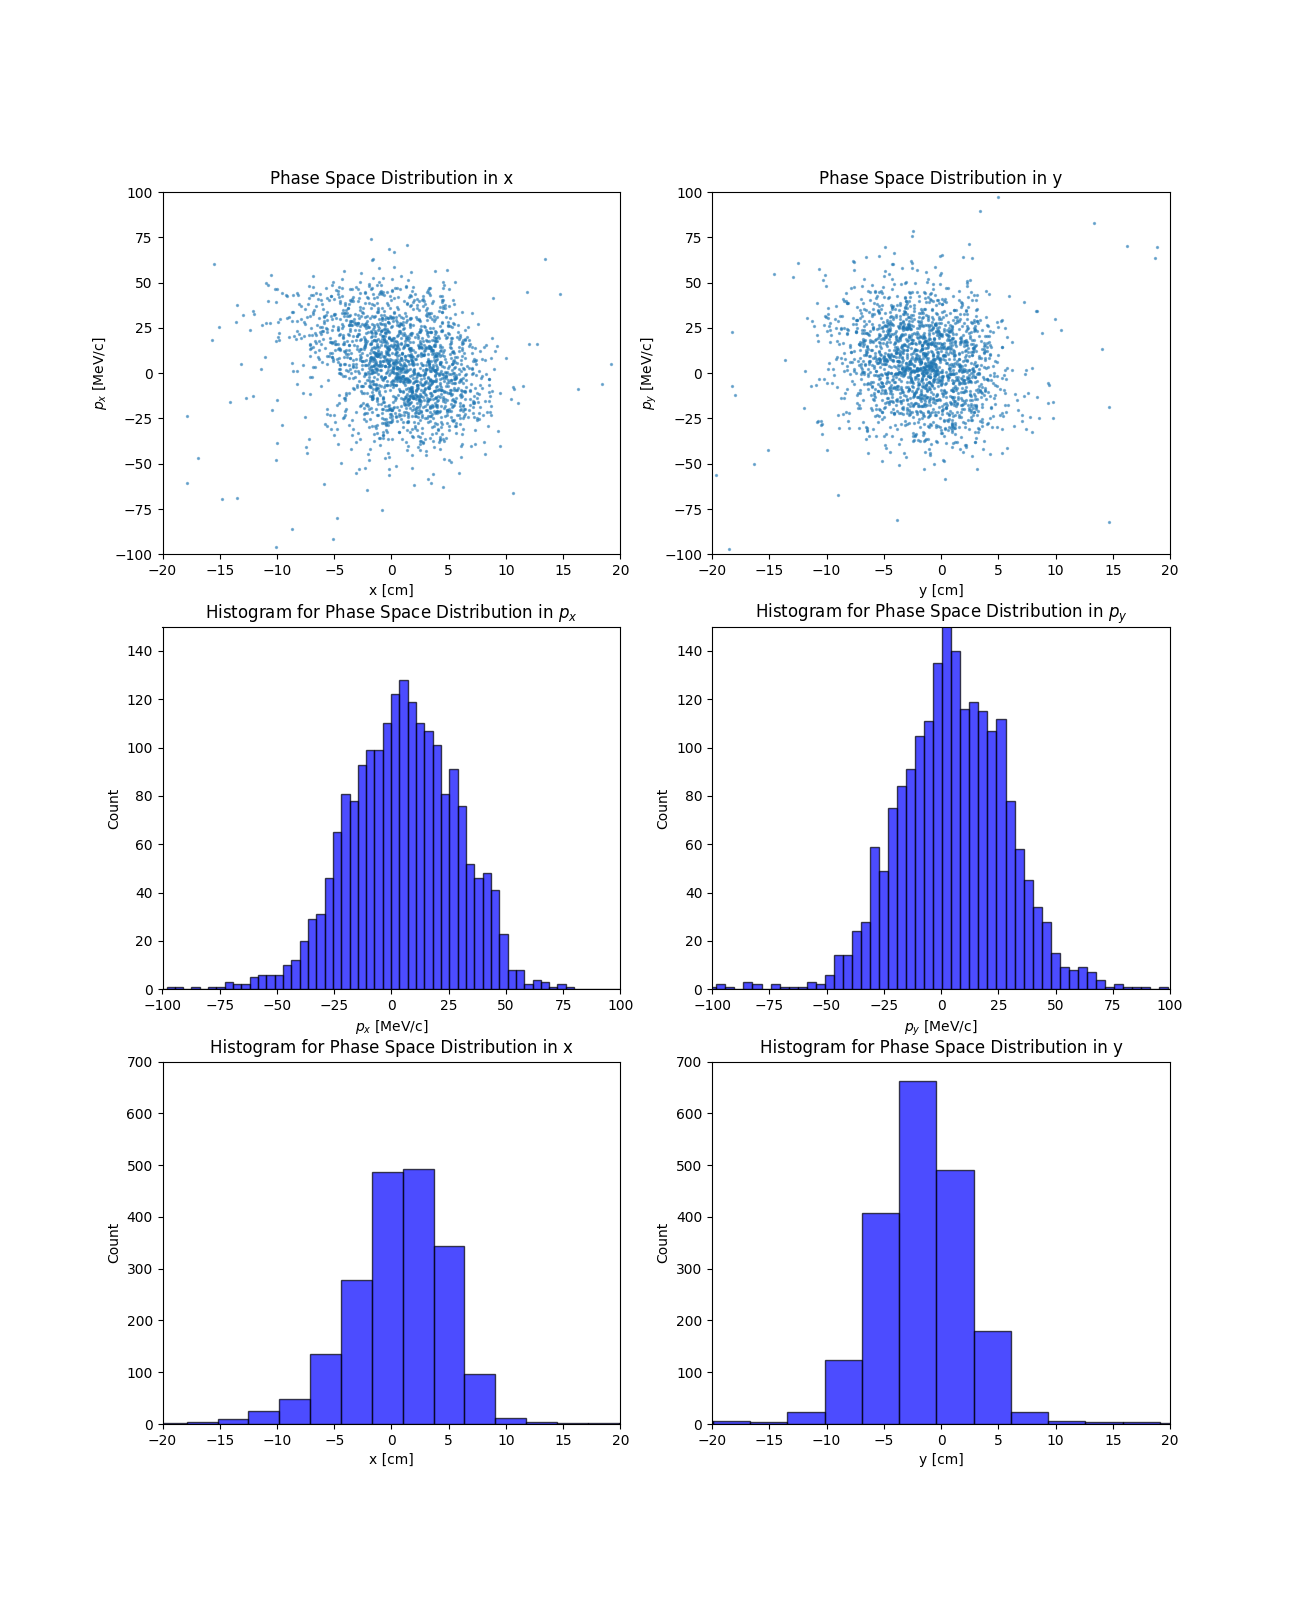 Phase Space Distribution in x
100
75
50
25
0
−25
−50
−75
−100
p_x [MeV/c]
−20 −15 −10 −5 0 5 10 15 20
x [cm]
Phase Space Distribution in y
100
75
50
25
0
−25
−50
−75
−100
p_y [MeV/c]
−20 −15 −10 −5 0 5 10 15 20
y [cm]
Histogram for Phase Space Distribution in p_x
140
120
100
80
60
40
20
0
Count
−100 −75 −50 −25 0 25 50 75 100
p_x [MeV/c]
Histogram for Phase Space Distribution in p_y
140
120
100
80
60
40
20
0
Count
−100 −75 −50 −25 0 25 50 75 100
p_y [MeV/c]
Histogram for Phase Space Distribution in x
700
600
500
400
300
200
100
0
Count
−20 −15 −10 −5 0 5 10 15 20
x [cm]
Histogram for Phase Space Distribution in y
700
600
500
400
300
200
100
0
Count
−20 −15 −10 −5 0 5 10 15 20
y [cm]